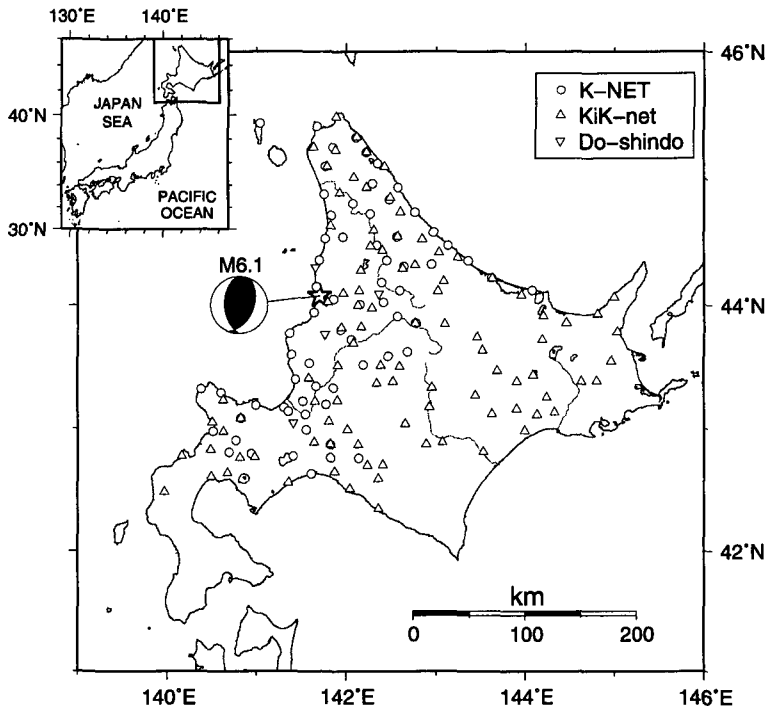 130°E 140°E
46°N
JAPAN
SEA
40°N
PACIFIC
OCEAN
30°N
K-NET
KiK-net
Do-shindo
M6.1
44°N
42°N
km
0 100 200
140°E 142°E 144°E 146°E